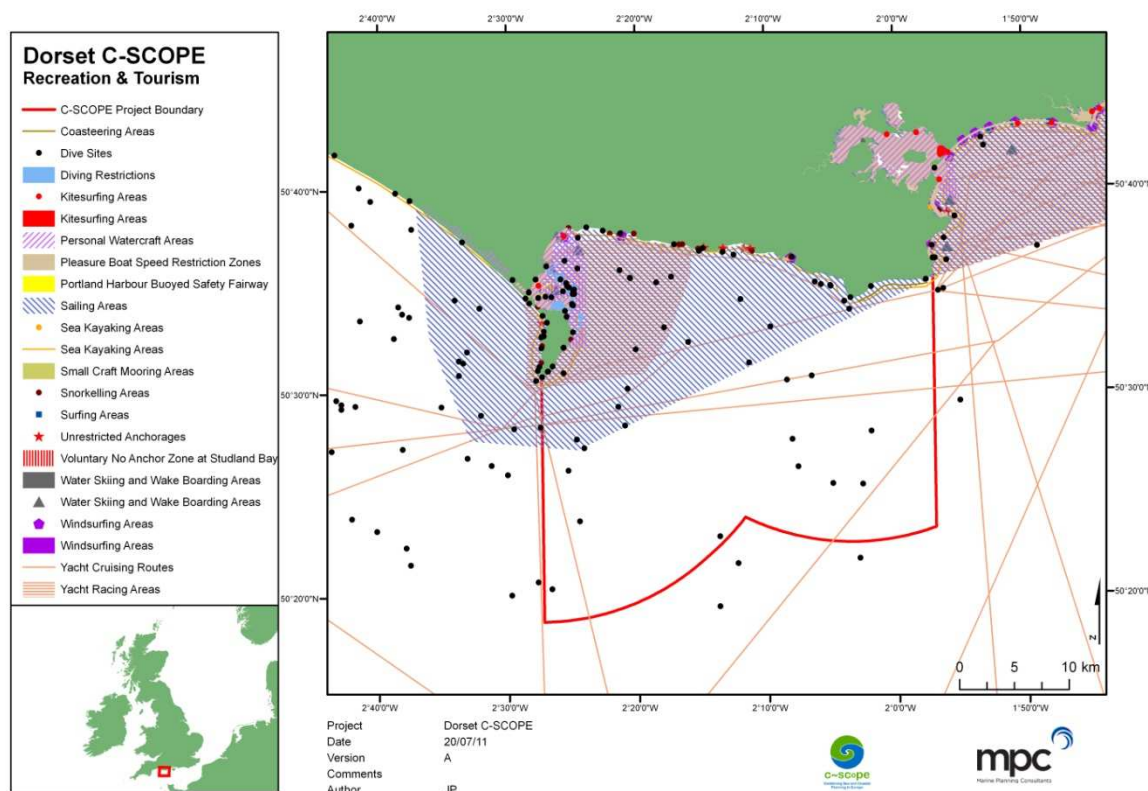 Dorset C-SCOPE
Recreation & Tourism
C-SCOPE Project Boundary
Coasteering Areas
Dive Sites
Diving Restrictions
Kitesurfing Areas
Kitesurfing Areas
Personal Watercraft Areas
Pleasure Boat Speed Restriction Zones
Portland Harbour Buoyed Safety Fairway
Sailing Areas
Sea Kayaking Areas
Sea Kayaking Areas
Small Craft Mooring Areas
Snorkelling Areas
Surfing Areas
Unrestricted Anchorages
Voluntary No Anchor Zone at Studland Bay
Water Skiing and Wake Boarding Areas
Water Skiing and Wake Boarding Areas
Windsurfing Areas
Windsurfing Areas
Yacht Cruising Routes
Yacht Racing Areas
2°40'0"W 2°30'0"W 2°20'0"W 2°10'0"W 2°0'0"W 1°50'0"W
50°40'0"N 50°40'0"N
50°30'0"N 50°30'0"N
50°20'0"N 50°20'0"N
N
0 5 10 km
2°40'0"W 2°30'0"W 2°20'0"W 2°10'0"W 2°0'0"W 1°50'0"W
Project Dorset C-SCOPE
Date 20/07/11
Version A
Comments
Author JP
c-scope
mpc
Marine Planning Consultants